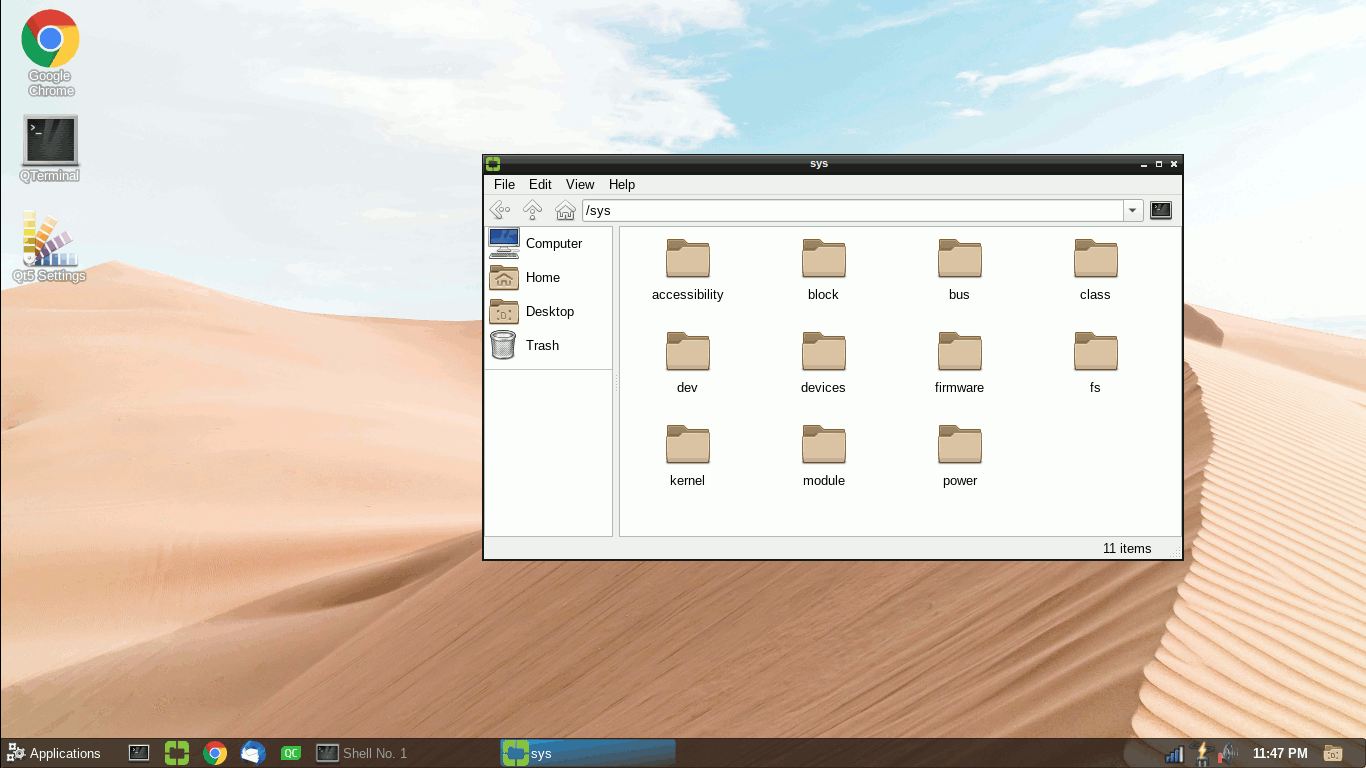 Google
Chrome
QTerminal
Qt5 Settings
sys
File Edit View Help
/sys
Computer
Home
Desktop
Trash
accessibility block bus class
dev devices firmware fs
kernel module power
11 items
Applications
QC
Shell No. 1
sys
11:47 PM